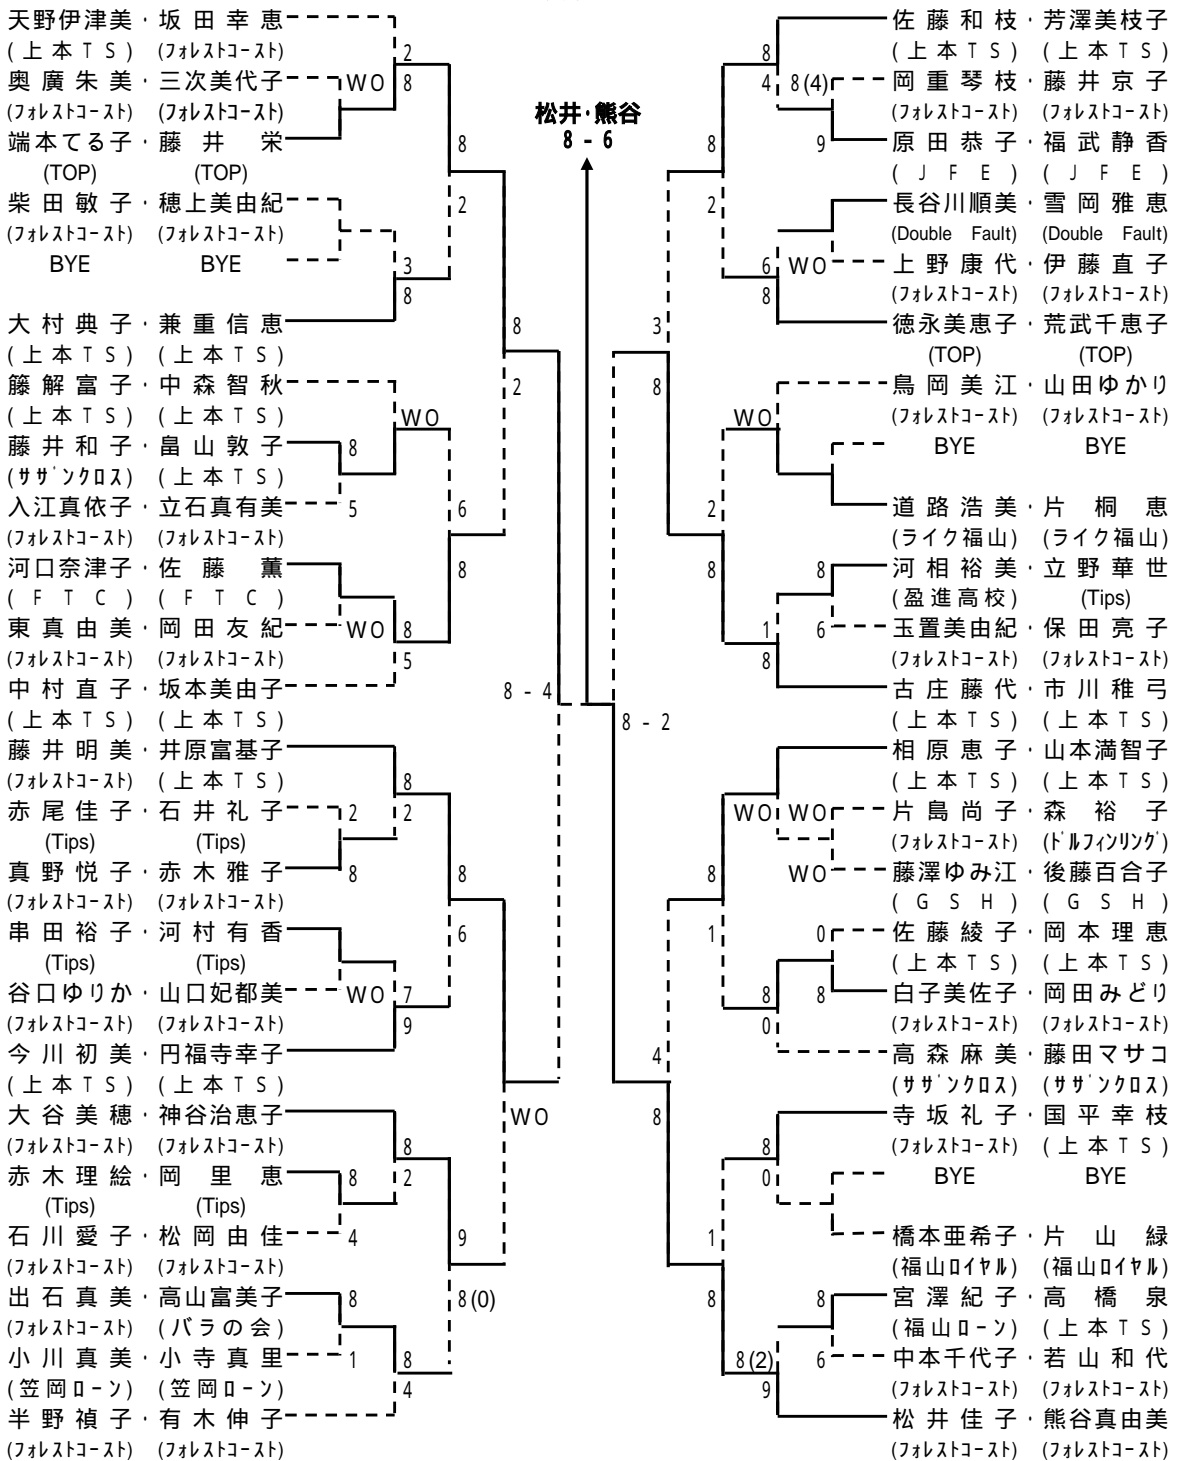 天野伊津美・坂田幸恵
(上本TS) (フォレストコースト)
2
奥廣朱美・三次美代子 WO 8
(フォレストコースト) (フォレストコースト)
端本てる子・藤井栄 8
(TOP) (TOP)
柴田敏子・穂上美由紀 2
(フォレストコースト) (フォレストコースト)
BYE BYE 3
8
大村典子・兼重信恵 8
(上本TS) (上本TS)
籐解富子・中森智秋 2
(上本TS) (上本TS) WO
藤井和子・畠山敦子 8
(サザンクロス) (上本TS)
入江真依子・立石真有美 5 6
(フォレストコースト) (フォレストコースト)
河口奈津子・佐藤薫 8
(FTC) (FTC)
東真由美・岡田友紀 WO 8
(フォレストコースト) (フォレストコースト) 5
中村直子・坂本美由子 8-4
(上本TS) (上本TS)
藤井明美・井原富基子
(フォレストコースト) (上本TS) 8
赤尾佳子・石井礼子 2 2
(Tips) (Tips)
真野悦子・赤木雅子 8 8
(フォレストコースト) (フォレストコースト)
串田裕子・河村有香 6
(Tips) (Tips)
谷口ゆりか・山口妃都美 WO 7
(フォレストコースト) (フォレストコースト) 9
今川初美・円福寺幸子
(上本TS) (上本TS)
大谷美穂・神谷治恵子 WO
(フォレストコースト) (フォレストコースト) 8
赤木理絵・岡里恵 8 2
(Tips) (Tips)
石川愛子・松岡由佳 4 9
(フォレストコースト) (フォレストコースト)
出石真美・高山富美子 8 8(0)
(フォレストコースト) (バラの会)
小川真美・小寺真里 1 8
(笠岡ローン) (笠岡ローン) 4
半野禎子・有木伸子
(フォレストコースト) (フォレストコースト)
松井・熊谷
8-6
佐藤和枝・芳澤美枝子
8 (上本TS) (上本TS)
4 8(4) 岡重琴枝・藤井京子
(フォレストコースト) (フォレストコースト)
8 9 原田恭子・福武静香
(JFE) (JFE)
2 長谷川順美・雪岡雅恵
(Double Fault) (Double Fault)
6 WO 上野康代・伊藤直子
8 (フォレストコースト) (フォレストコースト)
3 徳永美恵子・荒武千恵子
(TOP) (TOP)
8 鳥岡美江・山田ゆかり
WO (フォレストコースト) (フォレストコースト)
BYE BYE
2 道路浩美・片桐恵
(ライク福山) (ライク福山)
8 8 河相裕美・立野華世
(盈進高校) (Tips)
1 6 玉置美由紀・保田亮子
8 (フォレストコースト) (フォレストコースト)
古庄藤代・市川稚弓
8-2 (上本TS) (上本TS)
相原恵子・山本満智子
(上本TS) (上本TS)
WO WO 片島尚子・森裕子
(フォレストコースト) (ドルフィンリング)
8 WO 藤澤ゆみ江・後藤百合子
(GSH) (GSH)
1 0 佐藤綾子・岡本理恵
(上本TS) (上本TS)
8 8 白子美佐子・岡田みどり
0 (フォレストコースト) (フォレストコースト)
4 高森麻美・藤田マサコ
(サザンクロス) (サザンクロス)
8 寺坂礼子・国平幸枝
8 (フォレストコースト) (上本TS)
0 BYE BYE
1 橋本亜希子・片山緑
(福山ロイヤル) (福山ロイヤル)
8 8 宮澤紀子・高橋泉
(福山ローン) (上本TS)
8(2) 6 中本千代子・若山和代
9 (フォレストコースト) (フォレストコースト)
松井佳子・熊谷真由美
(フォレストコースト) (フォレストコースト)